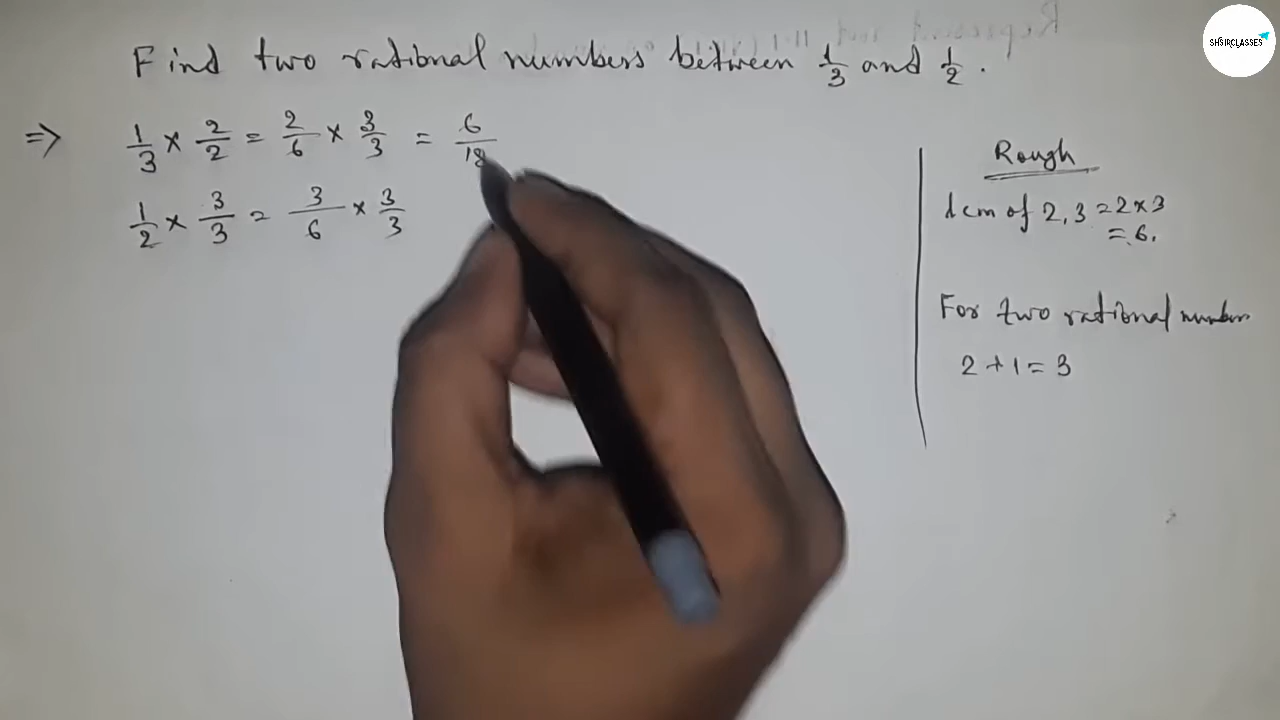 Find two rational numbers between 1/3 and 1/2.
SHSIRCLASSES
=> 1/3 × 2/2 = 2/6 × 3/3 = 6/18
1/2 × 3/3 = 3/6 × 3/3
Rough
lcm of 2, 3 = 2×3
= 6.
For two rational numbers
2 + 1 = 3